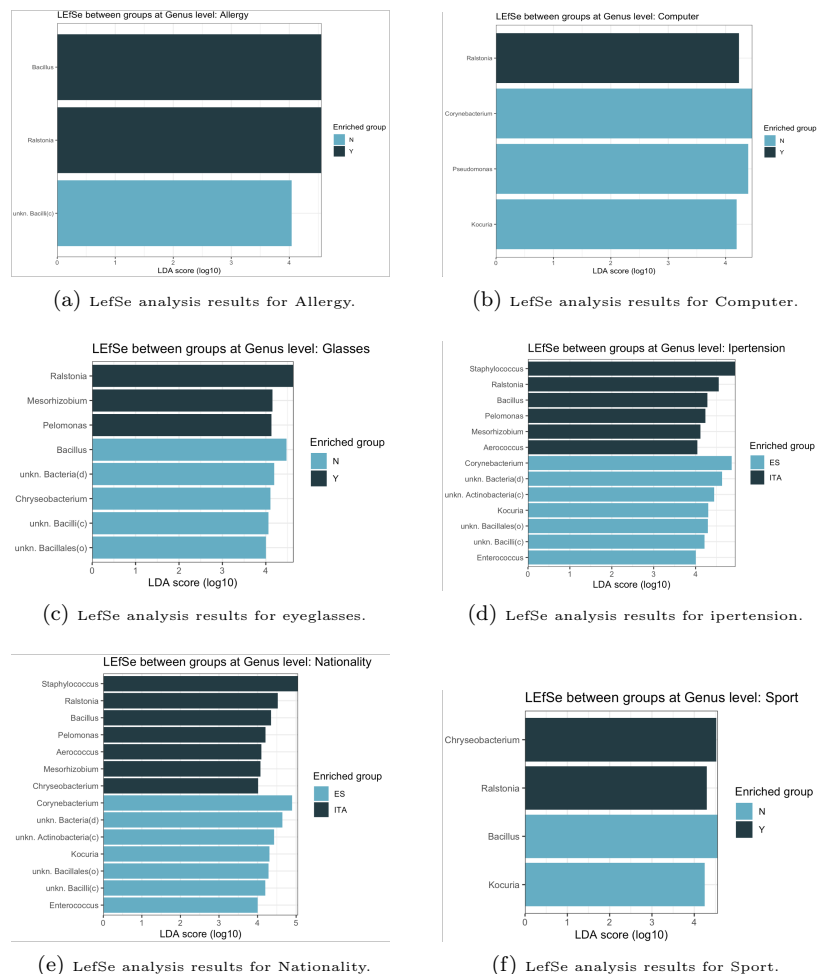 LEfSe between groups at Genus level: Allergy
Bacillus
Ralstonia
unkn. Bacilli(c)
0 1 2 3 4
LDA score (log10)
Enriched group
N
Y
(a) LefSe analysis results for Allergy.
LEfSe between groups at Genus level: Computer
Ralstonia
Corynebacterium
Pseudomonas
Kocuria
0 1 2 3 4
LDA score (log10)
Enriched group
N
Y
(b) LefSe analysis results for Computer.
LEfSe between groups at Genus level: Glasses
Ralstonia
Mesorhizobium
Pelomonas
Bacillus
unkn. Bacteria(d)
Chryseobacterium
unkn. Bacilli(c)
unkn. Bacillales(o)
0 1 2 3 4
LDA score (log10)
Enriched group
N
Y
(c) LefSe analysis results for eyeglasses.
LEfSe between groups at Genus level: Ipertension
Staphylococcus
Ralstonia
Bacillus
Pelomonas
Mesorhizobium
Aerococcus
Corynebacterium
unkn. Bacteria(d)
unkn. Actinobacteria(c)
Kocuria
unkn. Bacillales(o)
unkn. Bacilli(c)
Enterococcus
0 1 2 3 4
LDA score (log10)
Enriched group
ES
ITA
(d) LefSe analysis results for ipertension.
LEfSe between groups at Genus level: Nationality
Staphylococcus
Ralstonia
Bacillus
Pelomonas
Aerococcus
Mesorhizobium
Chryseobacterium
Corynebacterium
unkn. Bacteria(d)
unkn. Actinobacteria(c)
Kocuria
unkn. Bacillales(o)
unkn. Bacilli(c)
Enterococcus
0 1 2 3 4 5
LDA score (log10)
Enriched group
ES
ITA
(e) LefSe analysis results for Nationality.
LEfSe between groups at Genus level: Sport
Chryseobacterium
Ralstonia
Bacillus
Kocuria
0 1 2 3 4
LDA score (log10)
Enriched group
N
Y
(f) LefSe analysis results for Sport.